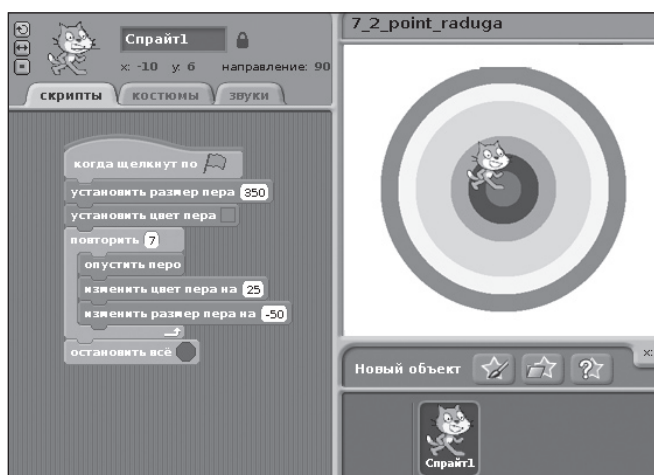 Спрайт1
x: -10 y: 6 направление: 90
скрипты костюмы звуки
когда щелкнут по
установить размер пера 350
установить цвет пера
повторить 7
опустить перо
изменить цвет пера на 25
изменить размер пера на -50
остановить всё
7_2_point_raduga
x:
Новый объект
Спрайт1